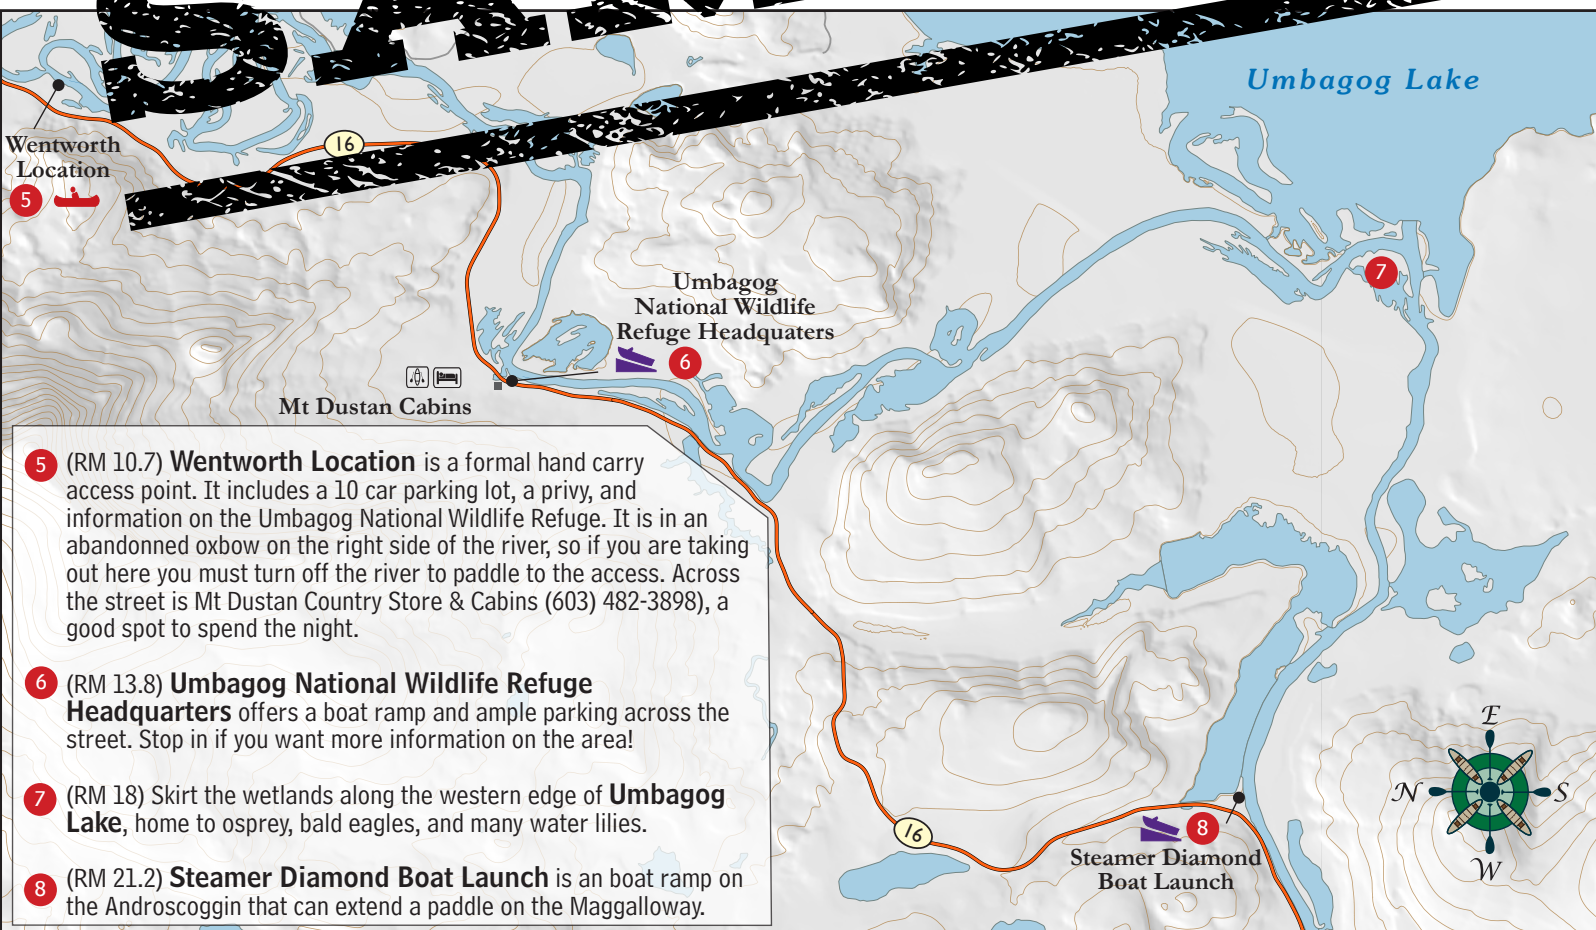 SAM
Umbagog Lake
Wentworth
Location
5
16
Umbagog
National Wildlife
Refuge Headquaters
6
7
Mt Dustan Cabins
5 (RM 10.7) Wentworth Location is a formal hand carry
access point. It includes a 10 car parking lot, a privy, and
information on the Umbagog National Wildlife Refuge. It is in an
abandonned oxbow on the right side of the river, so if you are taking
out here you must turn off the river to paddle to the access. Across
the street is Mt Dustan Country Store & Cabins (603) 482-3898), a
good spot to spend the night.
6 (RM 13.8) Umbagog National Wildlife Refuge
Headquarters offers a boat ramp and ample parking across the
street. Stop in if you want more information on the area!
7 (RM 18) Skirt the wetlands along the western edge of Umbagog
Lake, home to osprey, bald eagles, and many water lilies.
8 (RM 21.2) Steamer Diamond Boat Launch is an boat ramp on
the Androscoggin that can extend a paddle on the Maggalloway.
16
8
Steamer Diamond
Boat Launch
E
N S
W